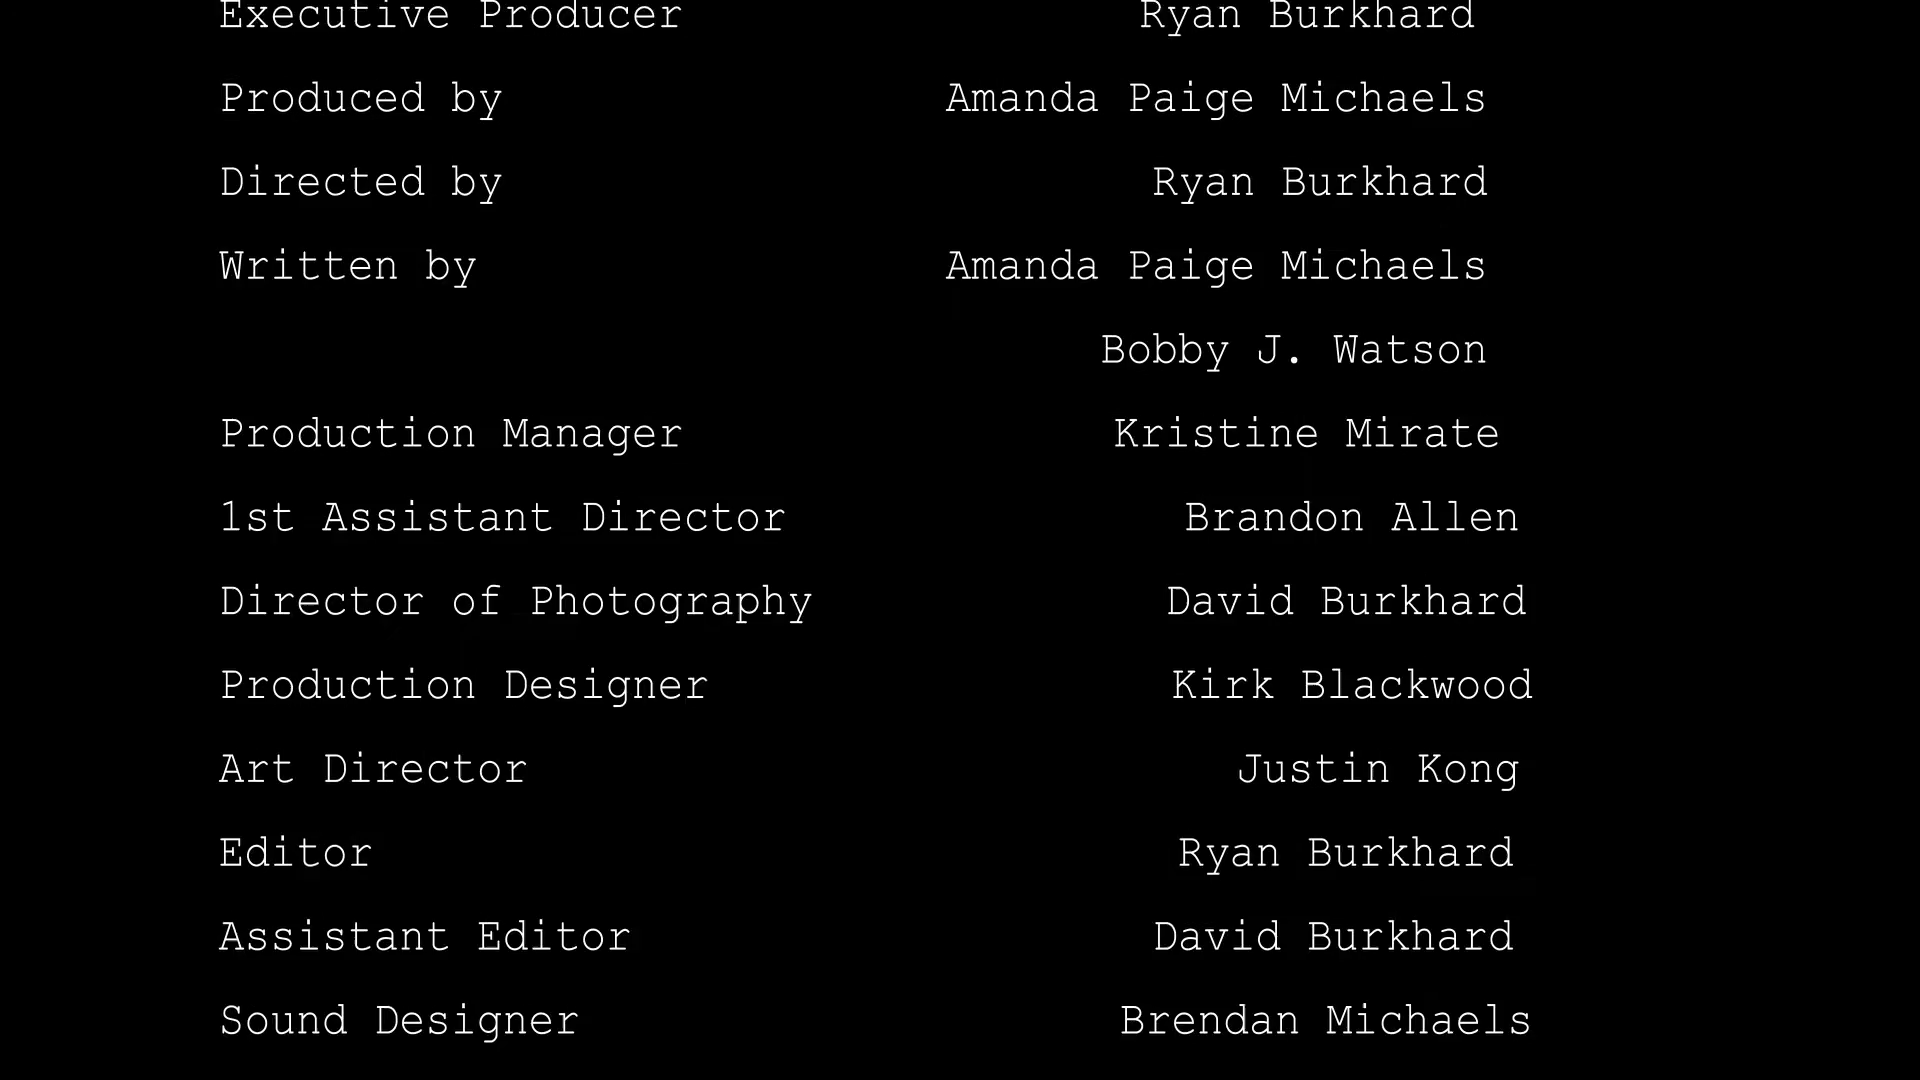 Executive Producer Ryan Burkhard
Produced by Amanda Paige Michaels
Directed by Ryan Burkhard
Written by Amanda Paige Michaels
Bobby J. Watson
Production Manager Kristine Mirate
1st Assistant Director Brandon Allen
Director of Photography David Burkhard
Production Designer Kirk Blackwood
Art Director Justin Kong
Editor Ryan Burkhard
Assistant Editor David Burkhard
Sound Designer Brendan Michaels